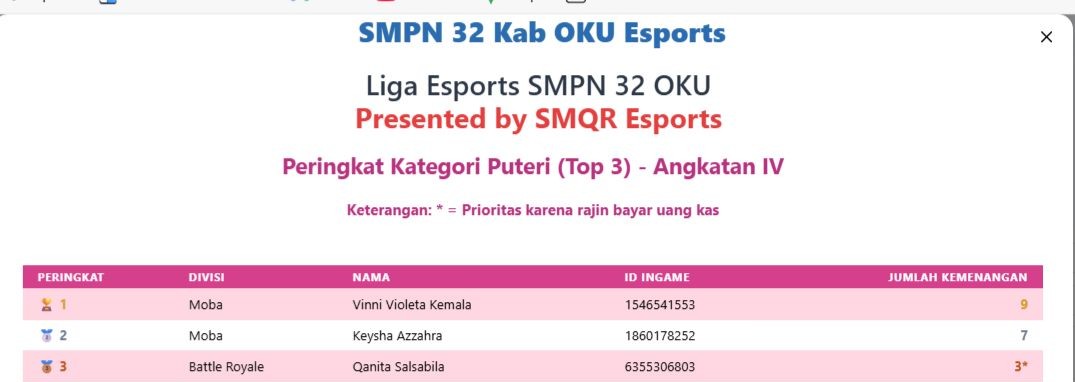 SMPN 32 Kab OKU Esports
Liga Esports SMPN 32 OKU
Presented by SMQR Esports
Peringkat Kategori Puteri (Top 3) - Angkatan IV
Keterangan: * = Prioritas karena rajin bayar uang kas
PERINGKAT DIVISI NAMA ID INGAME JUMLAH KEMENANGAN
1 Moba Vinni Violeta Kemala 1546541553 9
2 Moba Keysha Azzahra 1860178252 7
3 Battle Royale Qanita Salsabila 6355306803 3*